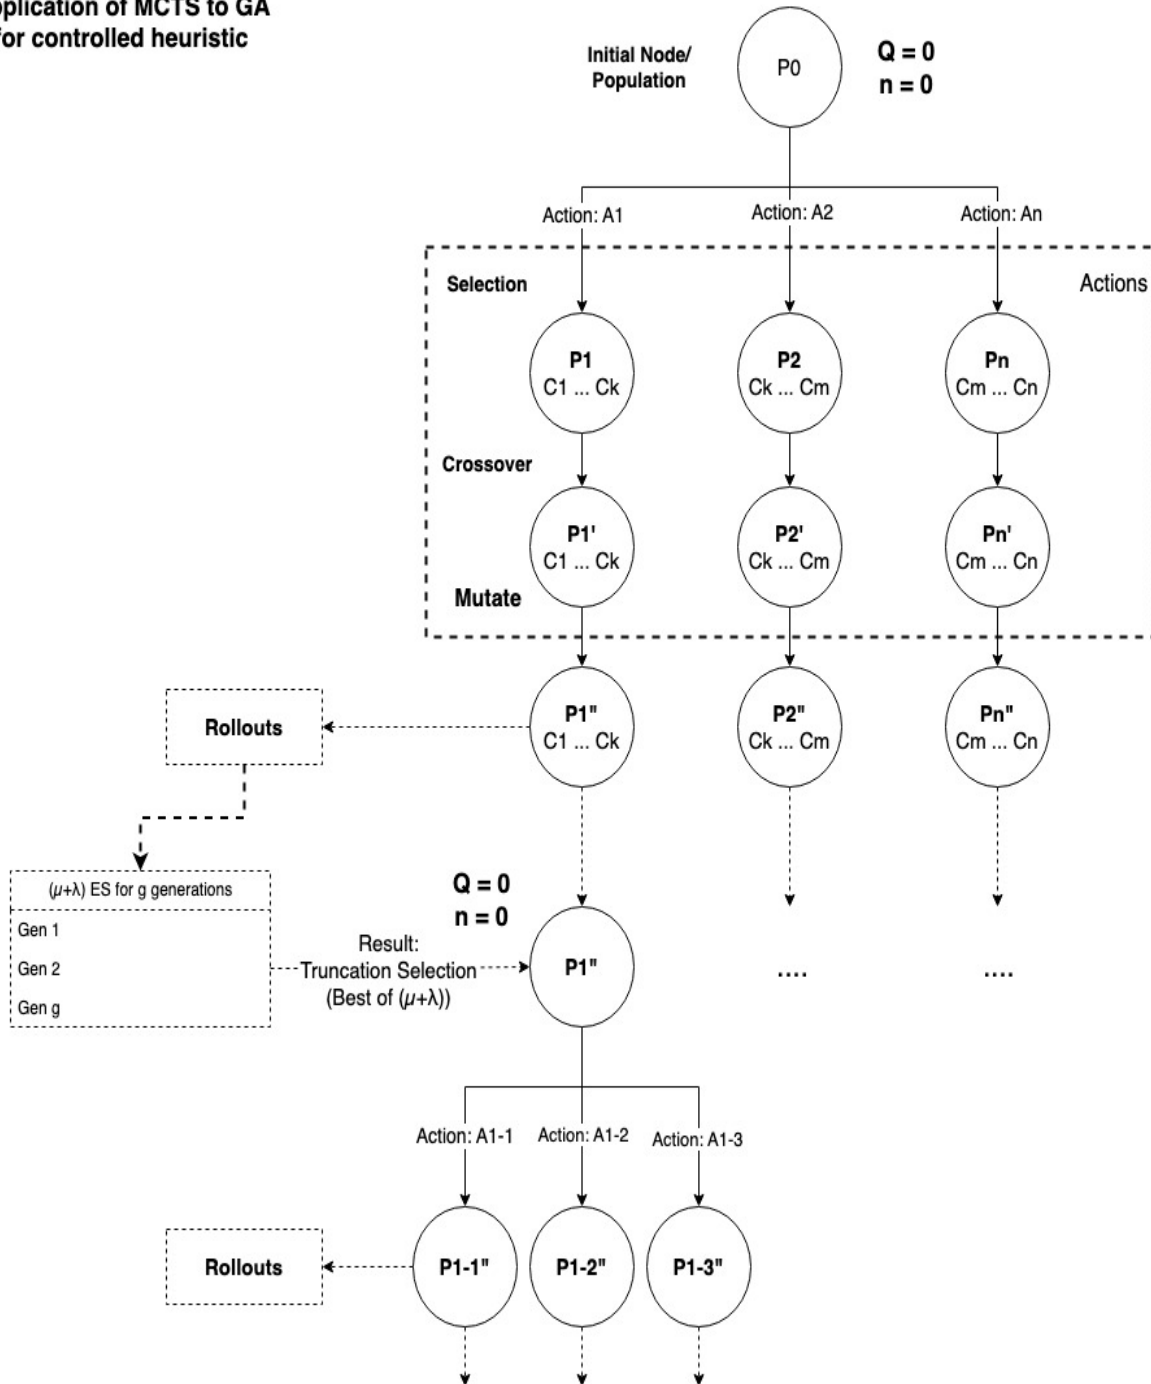 plication of MCTS to GA
for controlled heuristic
Initial Node/
Population
P0
Q = 0
n = 0
Action: A1
Action: A2
Action: An
Selection
Actions
P1
C1 ... Ck
P2
Ck ... Cm
Pn
Cm ... Cn
Crossover
P1'
C1 ... Ck
P2'
Ck ... Cm
Pn'
Cm ... Cn
Mutate
Rollouts
P1"
C1 ... Ck
P2"
Ck ... Cm
Pn"
Cm ... Cn
(μ+λ) ES for g generations
Gen 1
Gen 2
Gen g
Q = 0
n = 0
Result:
Truncation Selection
(Best of (μ+λ))
P1"
....
....
Action: A1-1
Action: A1-2
Action: A1-3
Rollouts
P1-1"
P1-2"
P1-3"